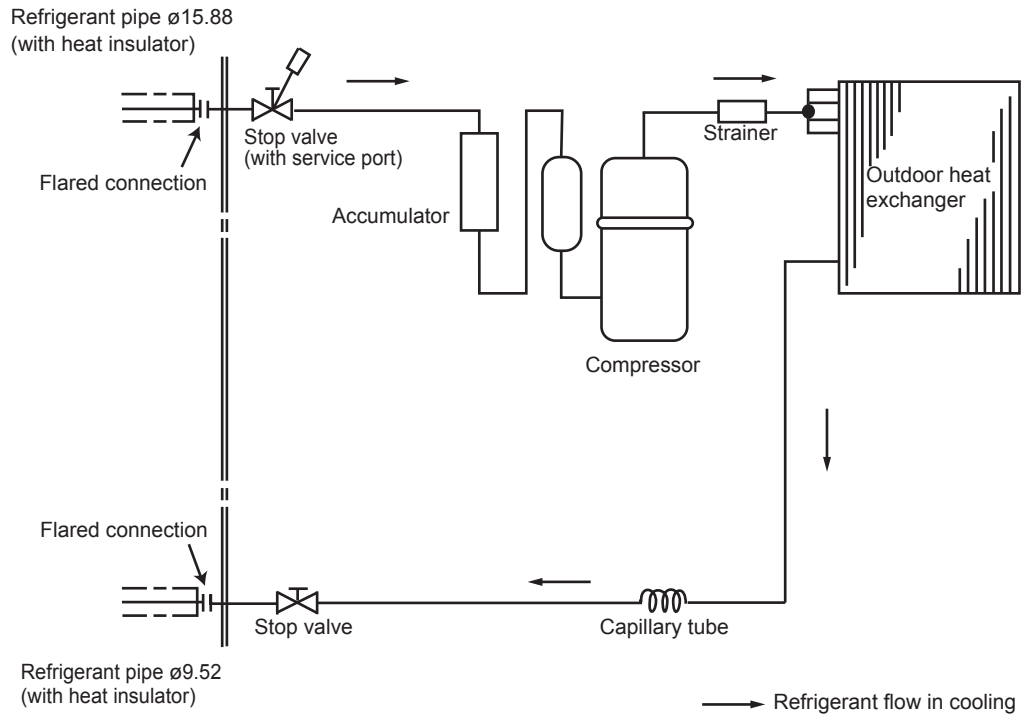 Refrigerant pipe ø15.88
(with heat insulator)
Stop valve
(with service port)
Flared connection
Accumulator
Compressor
Strainer
Outdoor heat
exchanger
Flared connection
Stop valve
Capillary tube
Refrigerant pipe ø9.52
(with heat insulator)
Refrigerant flow in cooling